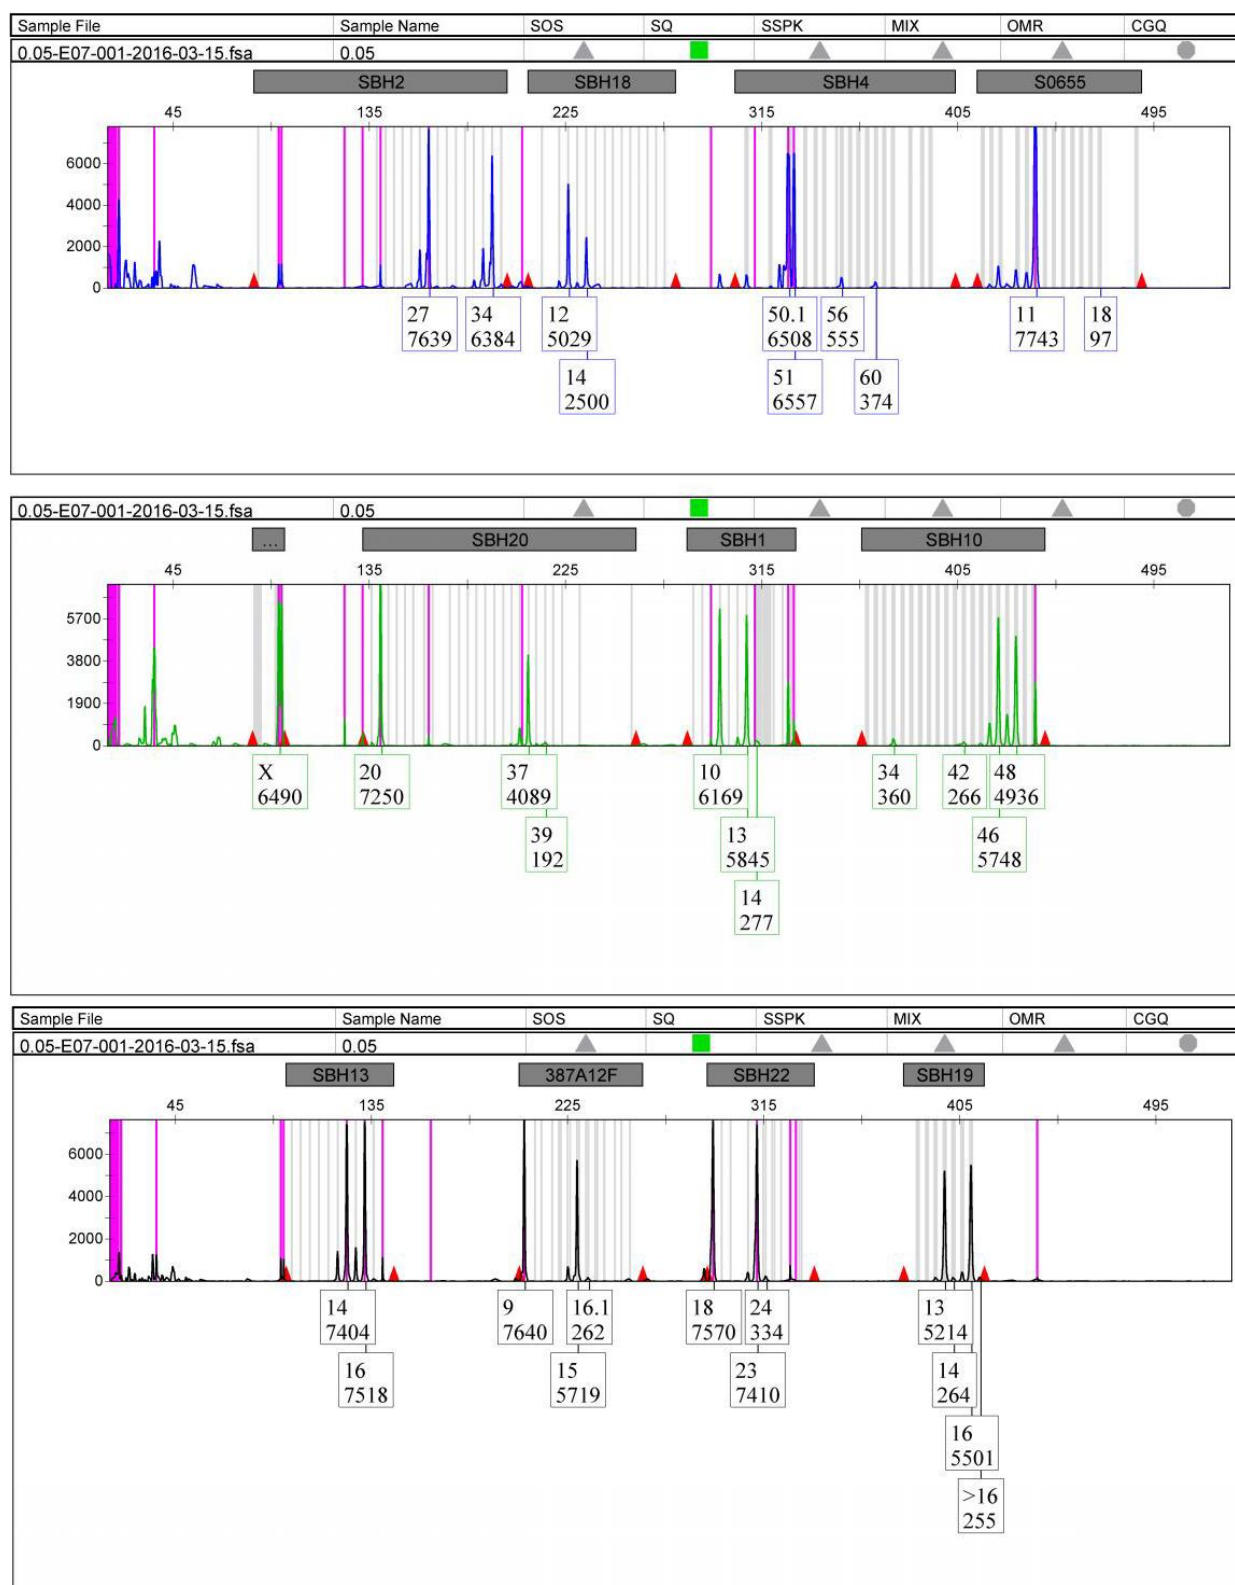 Sample File Sample Name SOS SQ SSPK MIX OMR CGQ
0.05-E07-001-2016-03-15.fsa 0.05
SBH2 SBH18 SBH4 S0655
45 135 225 315 405 495
6000
4000
2000
0
27 34 12 50.1 56 11 18
7639 6384 5029 6508 555 7743 97
14 51 60
2500 6557 374
0.05-E07-001-2016-03-15.fsa 0.05
... SBH20 SBH1 SBH10
45 135 225 315 405 495
5700
3800
1900
0
X 20 37 10 34 42 48
6490 7250 4089 6169 360 266 4936
39 13 46
192 5845 5748
14
277
Sample File Sample Name SOS SQ SSPK MIX OMR CGQ
0.05-E07-001-2016-03-15.fsa 0.05
SBH13 387A12F SBH22 SBH19
45 135 225 315 405 495
6000
4000
2000
0
14 9 16.1 18 24 13
7404 7640 262 7570 334 5214
16 15 23 14
7518 5719 7410 264
16
5501
>16
255